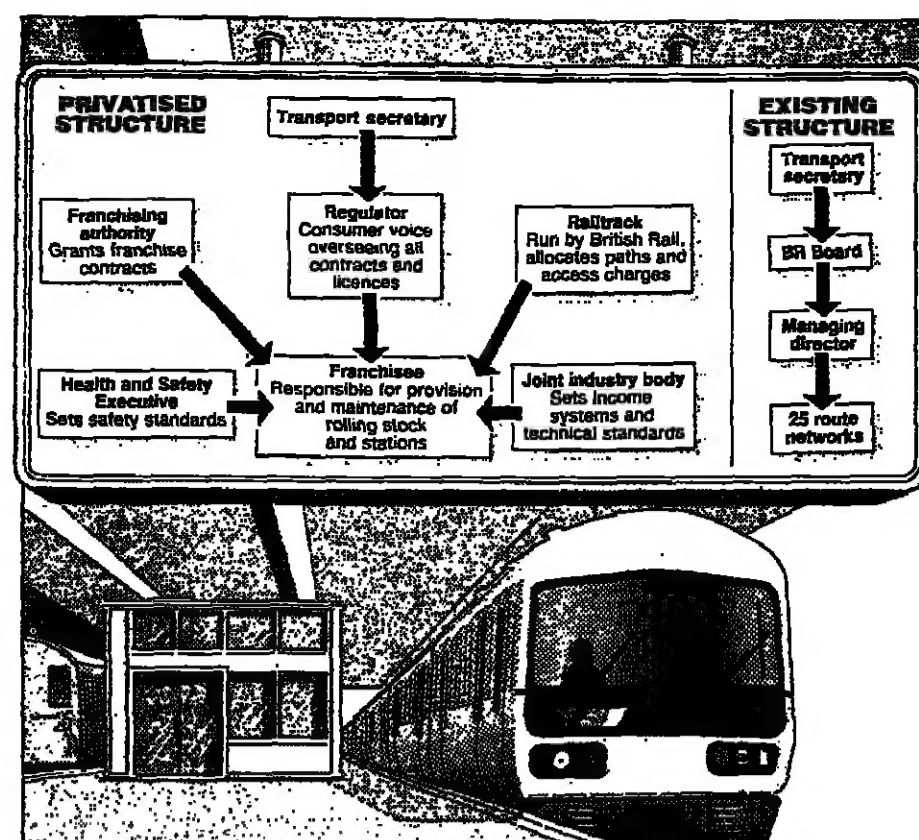 PRIVATISED
STRUCTURE
Transport secretary
Franchising
authority
Grants franchise
contracts
Regulator
Consumer voice
overseeing all
contracts and
licences
Railtrack
Run by British Rail,
allocates paths and
access charges
Health and Safety
Executive
Sets safety standards
Franchisee
Responsible for provision
and maintenance of
rolling stock
and stations
Joint industry body
Sets income
systems and
technical standards
EXISTING
STRUCTURE
Transport
secretary
BR Board
Managing
director
25 route
networks